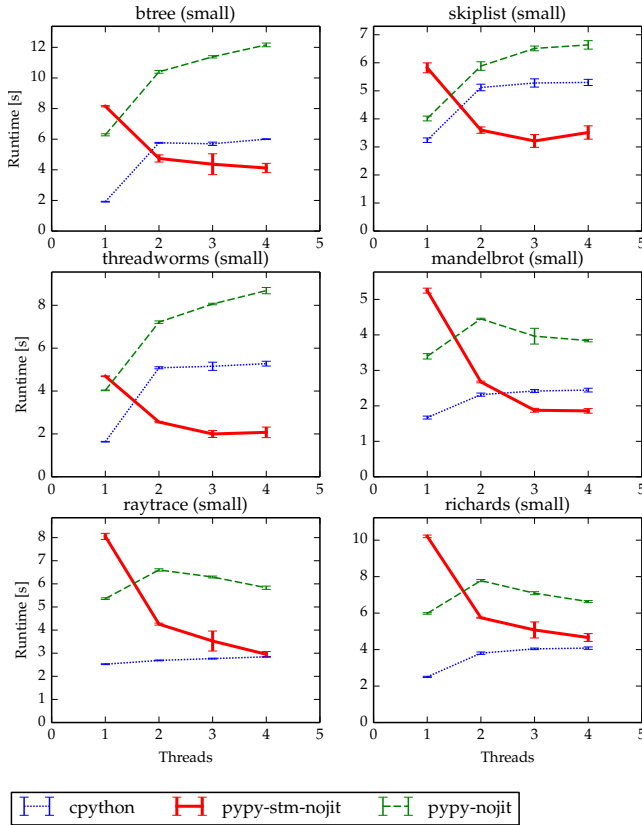 btree (small)
skiplist (small)
Runtime [s]
12
10
8
6
4
2
0
0 1 2 3 4 5
7
6
5
4
3
2
1
0
0 1 2 3 4 5
threadworms (small)
mandelbrot (small)
Runtime [s]
8
6
4
2
0
0 1 2 3 4 5
5
4
3
2
1
0
0 1 2 3 4 5
raytrace (small)
richards (small)
Runtime [s]
8
7
6
5
4
3
2
1
0
0 1 2 3 4 5
Threads
10
8
6
4
2
0
0 1 2 3 4 5
Threads
cpython pypy-stm-nojit pypy-nojit